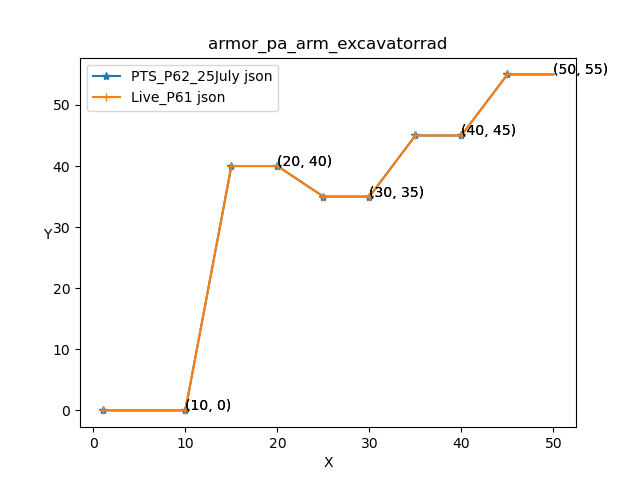 armor_pa_arm_excavatorrad
PTS_P62_25July json
Live_P61 json
(50, 55)
(40, 45)
(20, 40)
(30, 35)
(10, 0)
Y
50
40
30
20
10
0
0 10 20 30 40 50
X